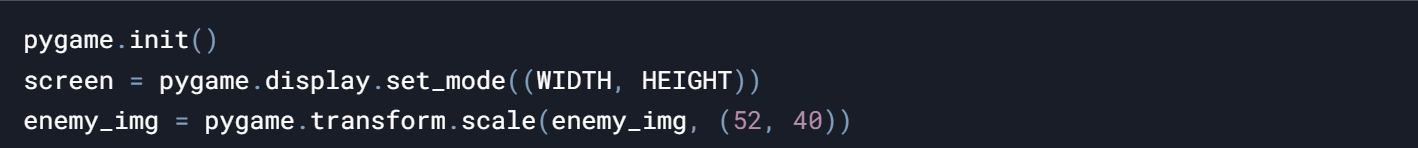 pygame.init()
screen = pygame.display.set_mode((WIDTH, HEIGHT))
enemy_img = pygame.transform.scale(enemy_img, (52, 40))